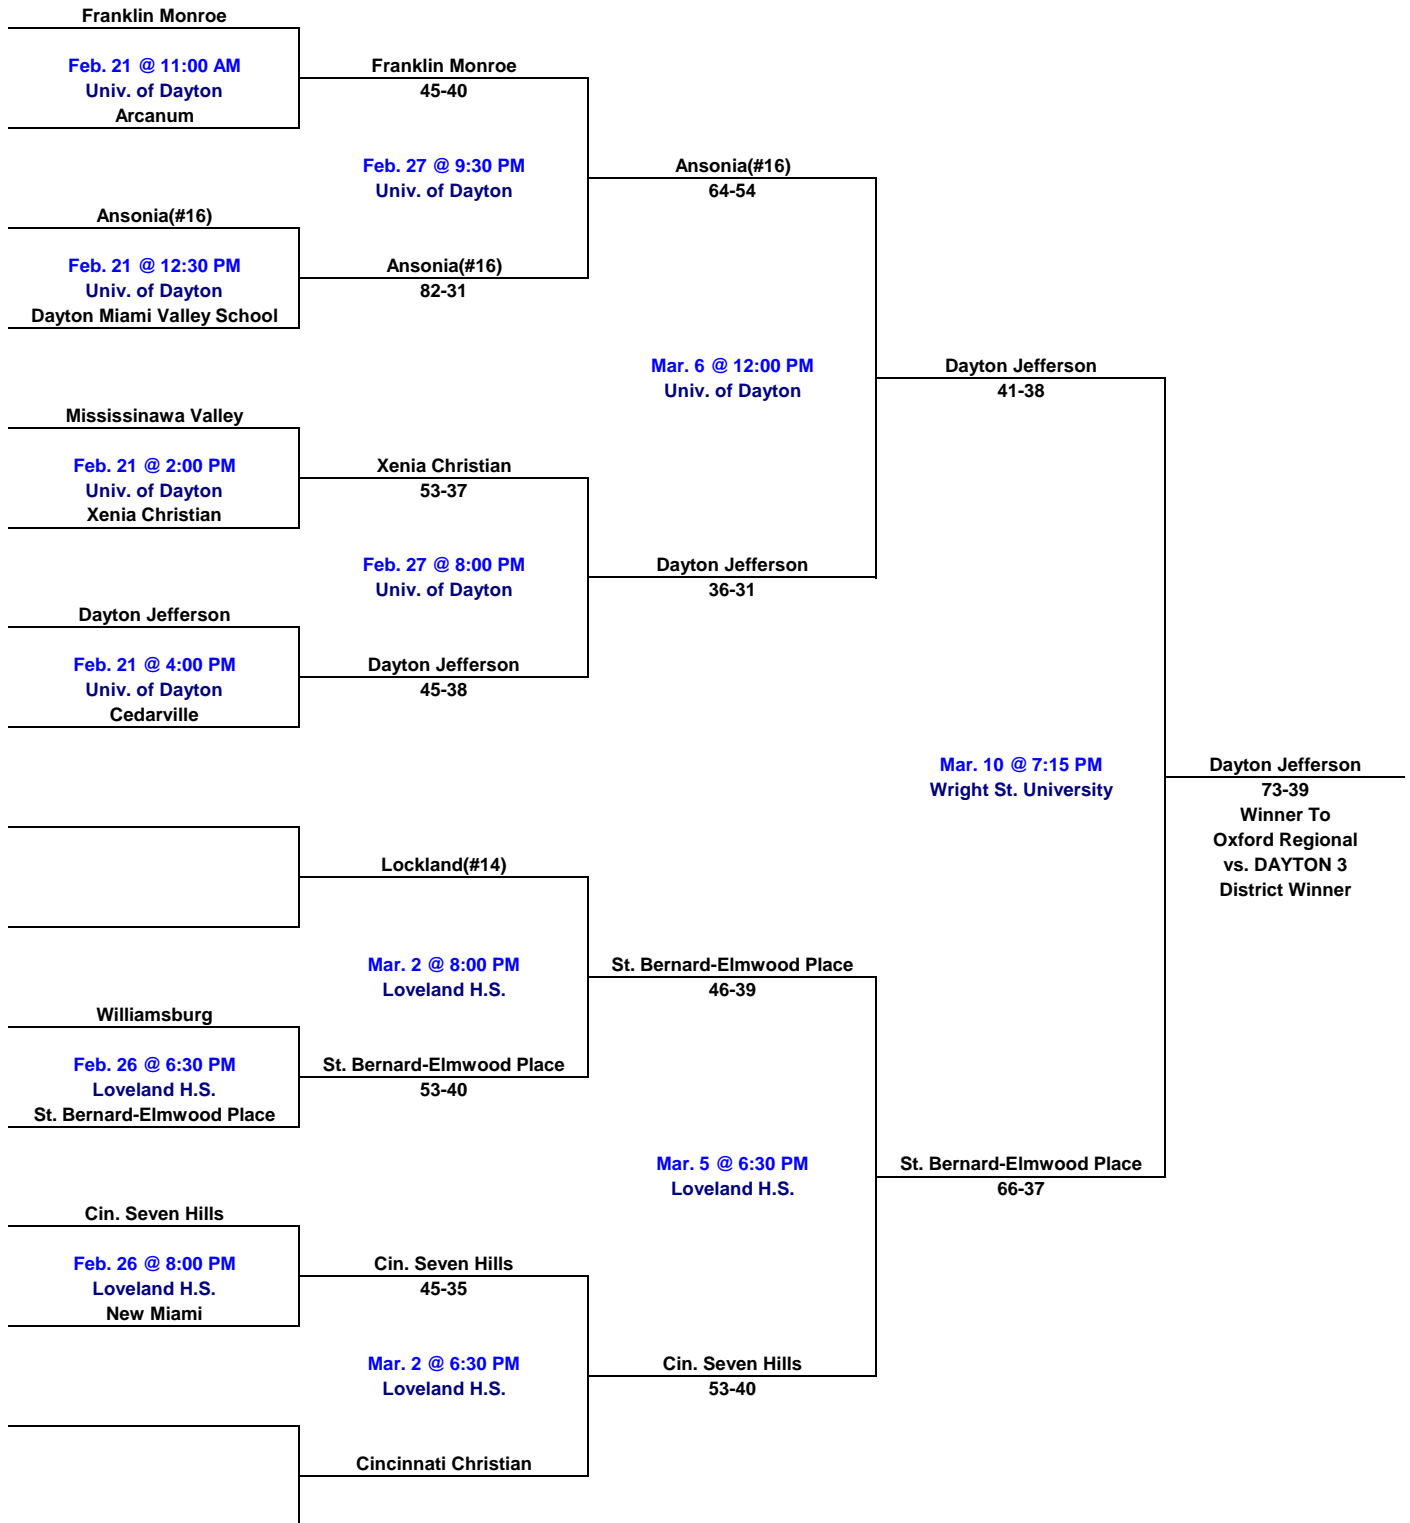 Franklin Monroe
Feb. 21 @ 11:00 AM
Univ. of Dayton
Arcanum
Franklin Monroe
45-40
Feb. 27 @ 9:30 PM
Univ. of Dayton
Ansonia(#16)
64-54
Ansonia(#16)
Feb. 21 @ 12:30 PM
Univ. of Dayton
Dayton Miami Valley School
Ansonia(#16)
82-31
Mar. 6 @ 12:00 PM
Univ. of Dayton
Dayton Jefferson
41-38
Mississinawa Valley
Feb. 21 @ 2:00 PM
Univ. of Dayton
Xenia Christian
Xenia Christian
53-37
Feb. 27 @ 8:00 PM
Univ. of Dayton
Dayton Jefferson
36-31
Dayton Jefferson
Feb. 21 @ 4:00 PM
Univ. of Dayton
Cedarville
Dayton Jefferson
45-38
Mar. 10 @ 7:15 PM
Wright St. University
Dayton Jefferson
73-39
Winner To
Oxford Regional
vs. DAYTON 3
District Winner
Lockland(#14)
Mar. 2 @ 8:00 PM
Loveland H.S.
St. Bernard-Elmwood Place
46-39
Williamsburg
Feb. 26 @ 6:30 PM
Loveland H.S.
St. Bernard-Elmwood Place
St. Bernard-Elmwood Place
53-40
Mar. 5 @ 6:30 PM
Loveland H.S.
St. Bernard-Elmwood Place
66-37
Cin. Seven Hills
Feb. 26 @ 8:00 PM
Loveland H.S.
New Miami
Cin. Seven Hills
45-35
Mar. 2 @ 6:30 PM
Loveland H.S.
Cin. Seven Hills
53-40
Cincinnati Christian